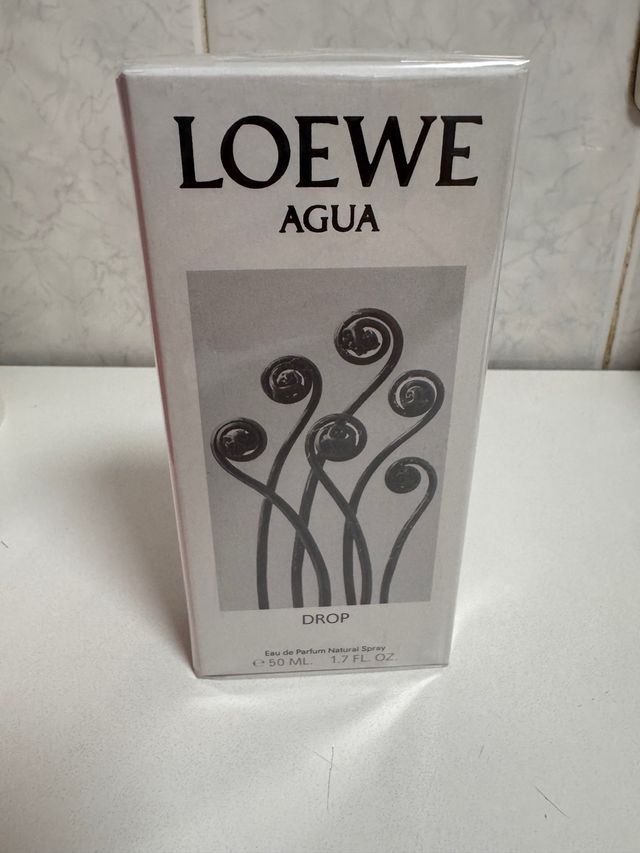 LOEWE
AGUA
DROP
Eau de Parfum Natural Spray
℮ 50 ML. 1.7 FL. OZ.